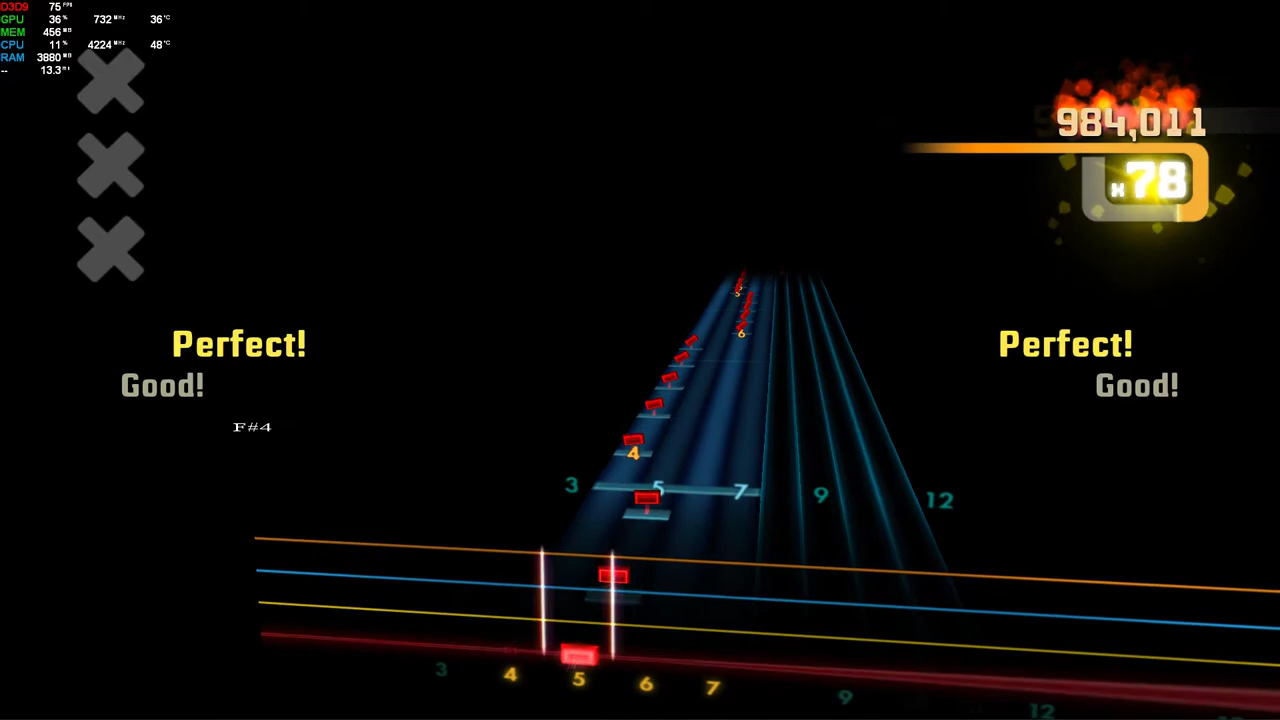 D3D9 75 FPS
GPU 36 % 732 MHz 36 °C
MEM 456 MB
CPU 11 % 4224 MHz 48 °C
RAM 3880 MB
-- 13.3
984,011
x78
Perfect! Perfect!
Good! Good!
F#4
5
6
4
3 5 7 9 12
3 4 5 6 7 9 12